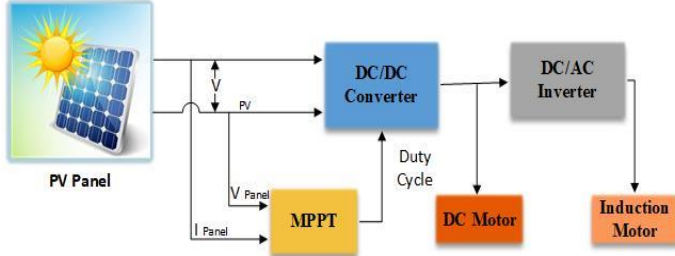 DC/DC
Converter
DC/AC
Inverter
V
PV
PV Panel
Duty
Cycle
V Panel
I Panel
MPPT
DC Motor
Induction
Motor